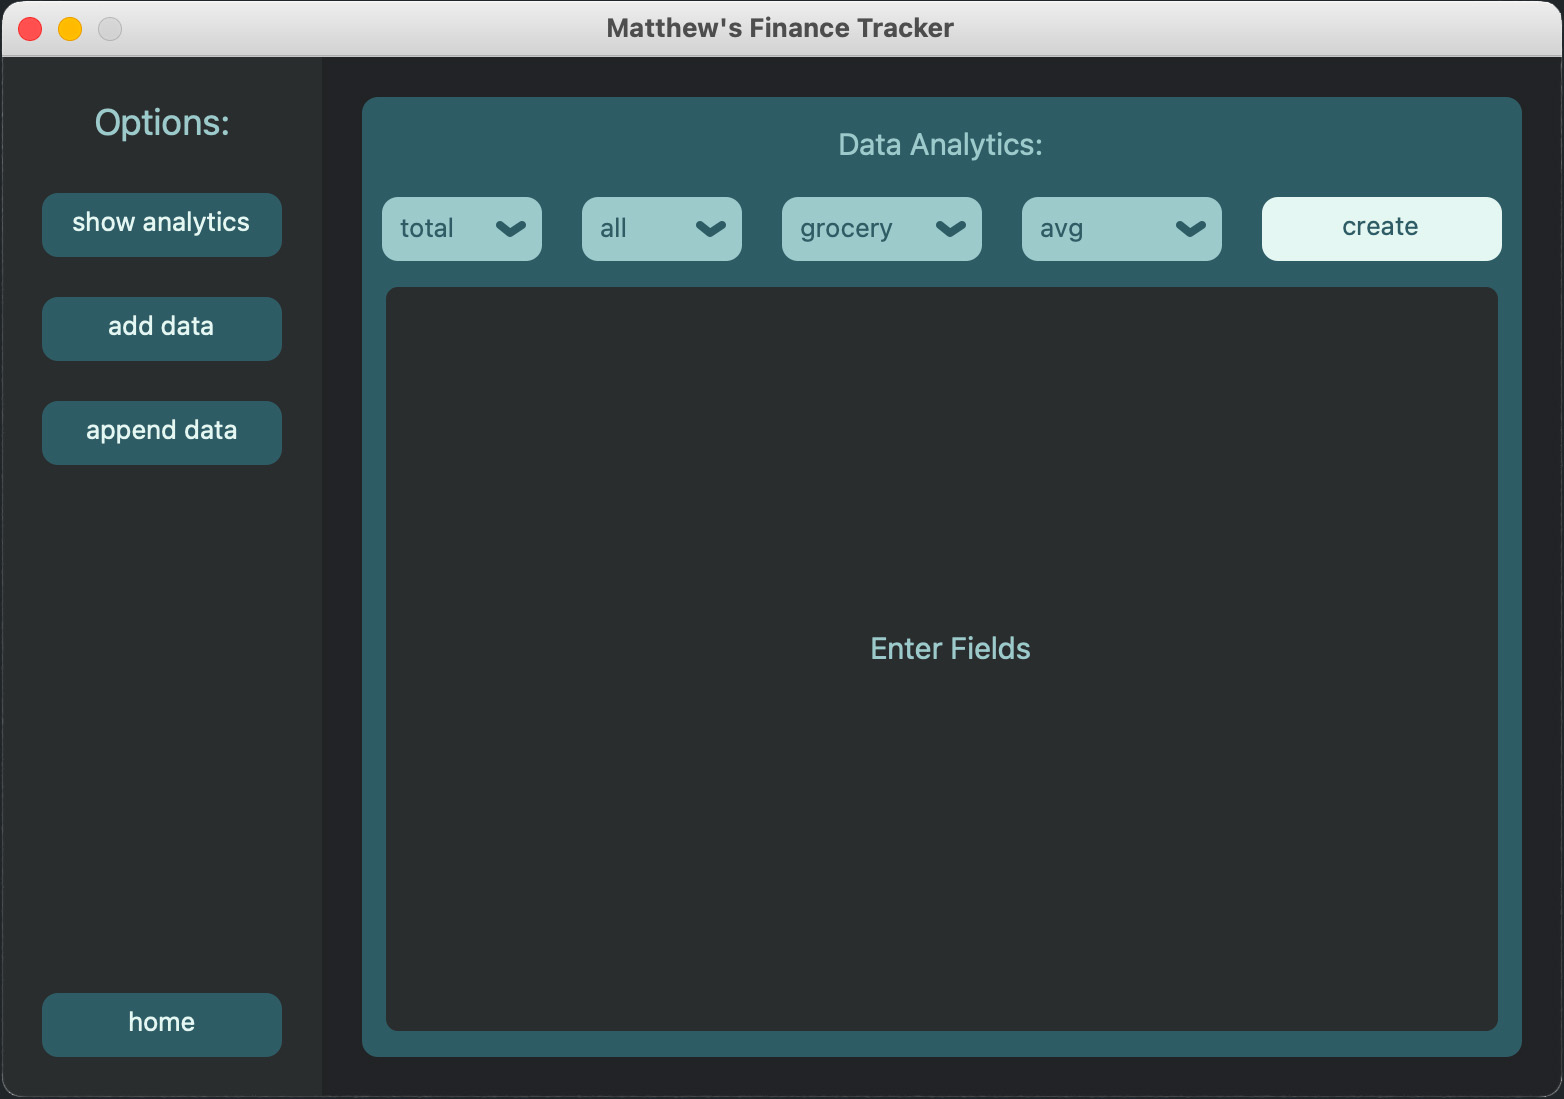 Matthew's Finance Tracker
Options:
show analytics
add data
append data
home
Data Analytics:
total
all
grocery
avg
create
Enter Fields